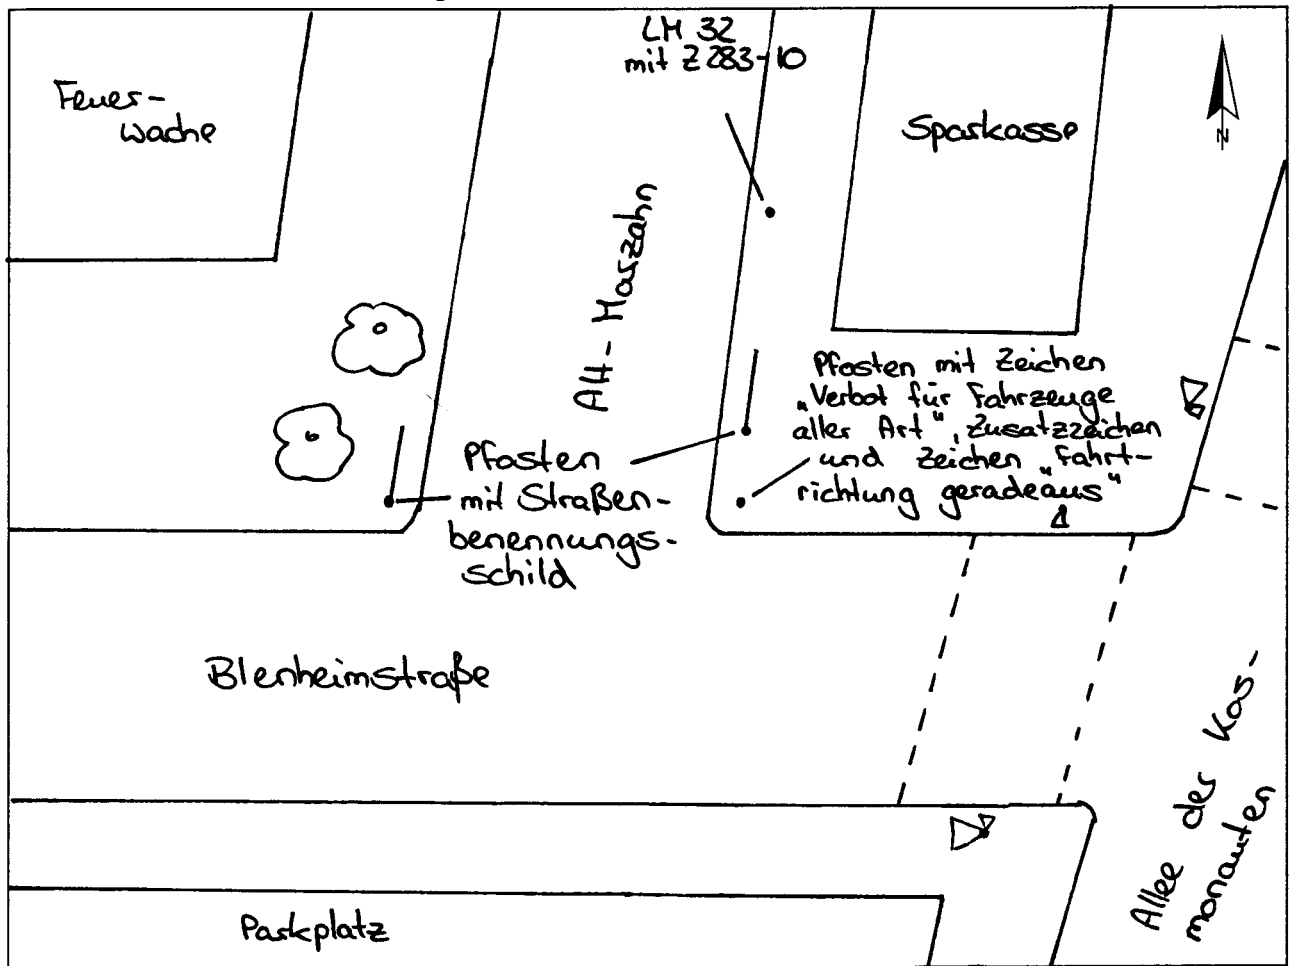 LM 32
mit Z 283-10
Feuer-
wache
Sparkasse
N
Alt-Marzahn
Pfosten mit Zeichen
„Verbot für Fahrzeuge
aller Art“, Zusatzzeichen
und Zeichen „Fahrt-
richtung geradeaus“
Pfosten
mit Straßen-
benennungs-
schild
Blenheimstraße
Allee der Kos-
monauten
Parkplatz